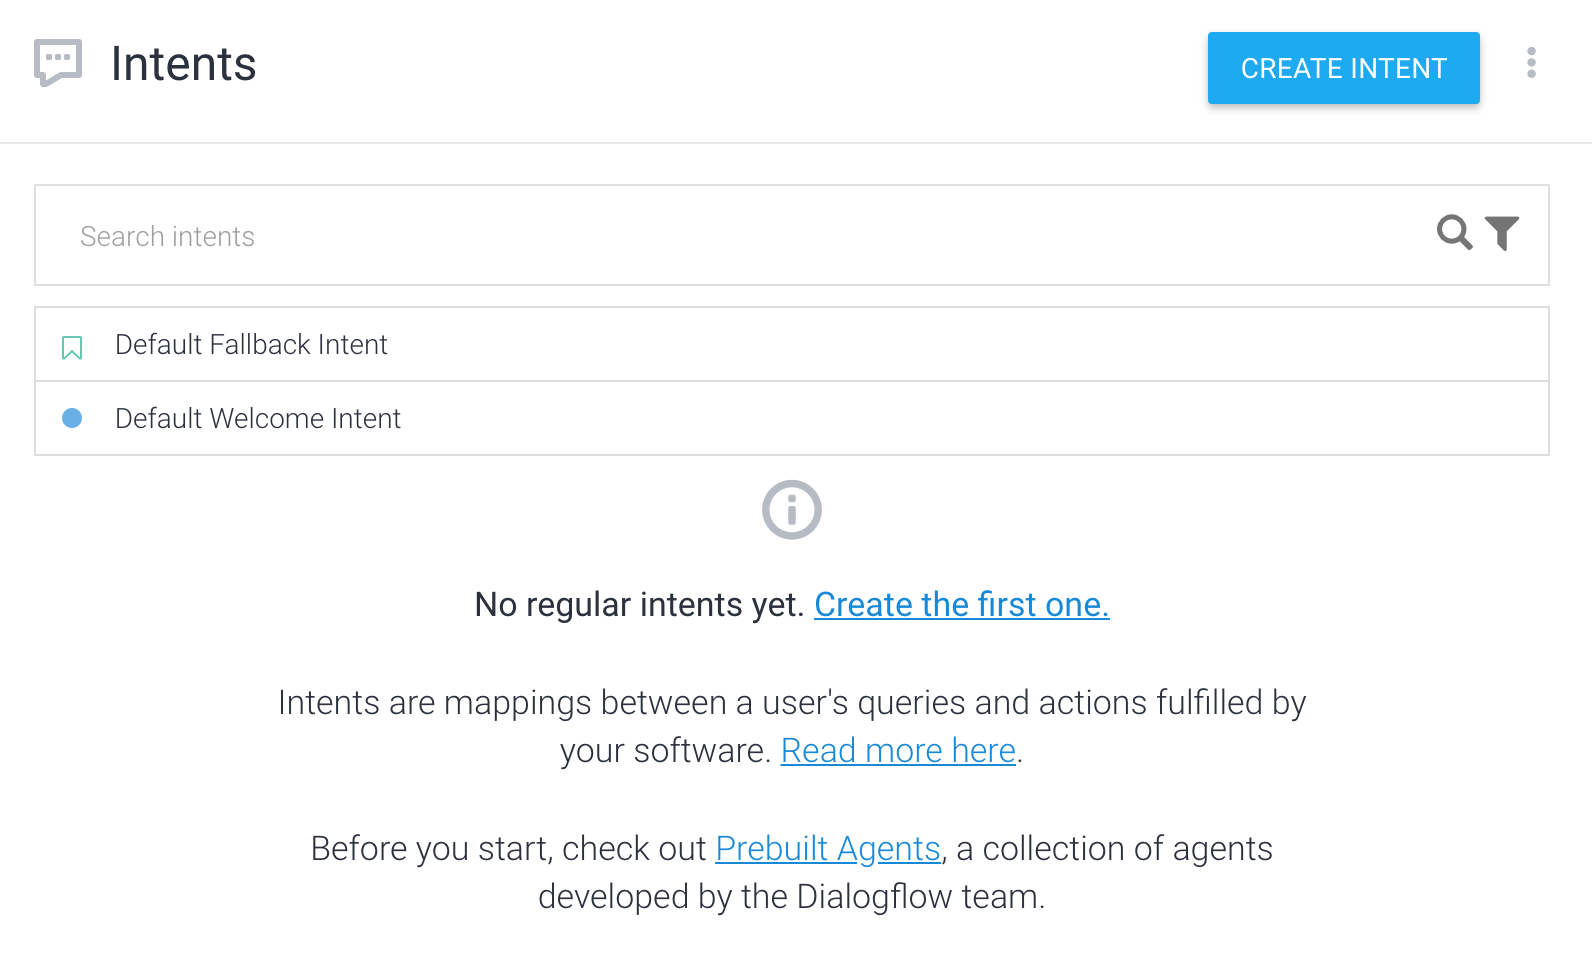 Intents
CREATE INTENT
Search intents
Default Fallback Intent
Default Welcome Intent
No regular intents yet. Create the first one.
Intents are mappings between a user's queries and actions fulfilled by
your software. Read more here.
Before you start, check out Prebuilt Agents, a collection of agents
developed by the Dialogflow team.